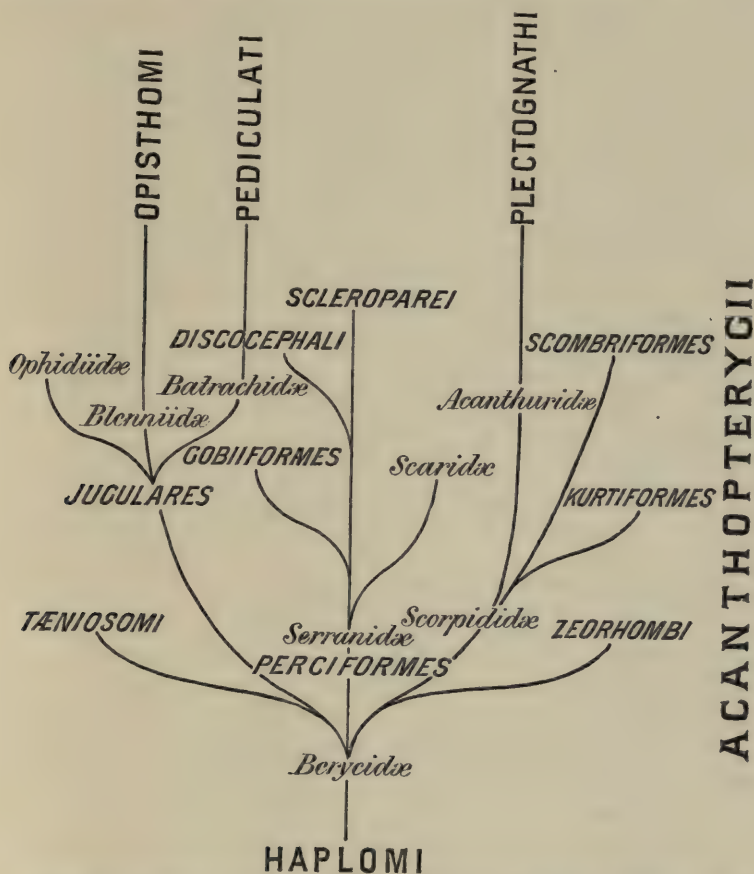 OPISTHOMI
PEDICULATI
PLECTOGNATHI
SCLEROPAREI
DISCOCEPHALI
SCOMBRIFORMES
Ophidiidæ
Batrachidæ
Acanthuridæ
Blenniidæ
GOBIIFORMES
Scaridæ
JUGULARES
KURTIFORMES
TÆNIOSOMI
Serranidæ
Scorpididæ
ZEORHOMBI
PERCIFORMES
Berycidæ
HAPLOMI
ACANTHOPTERYGII